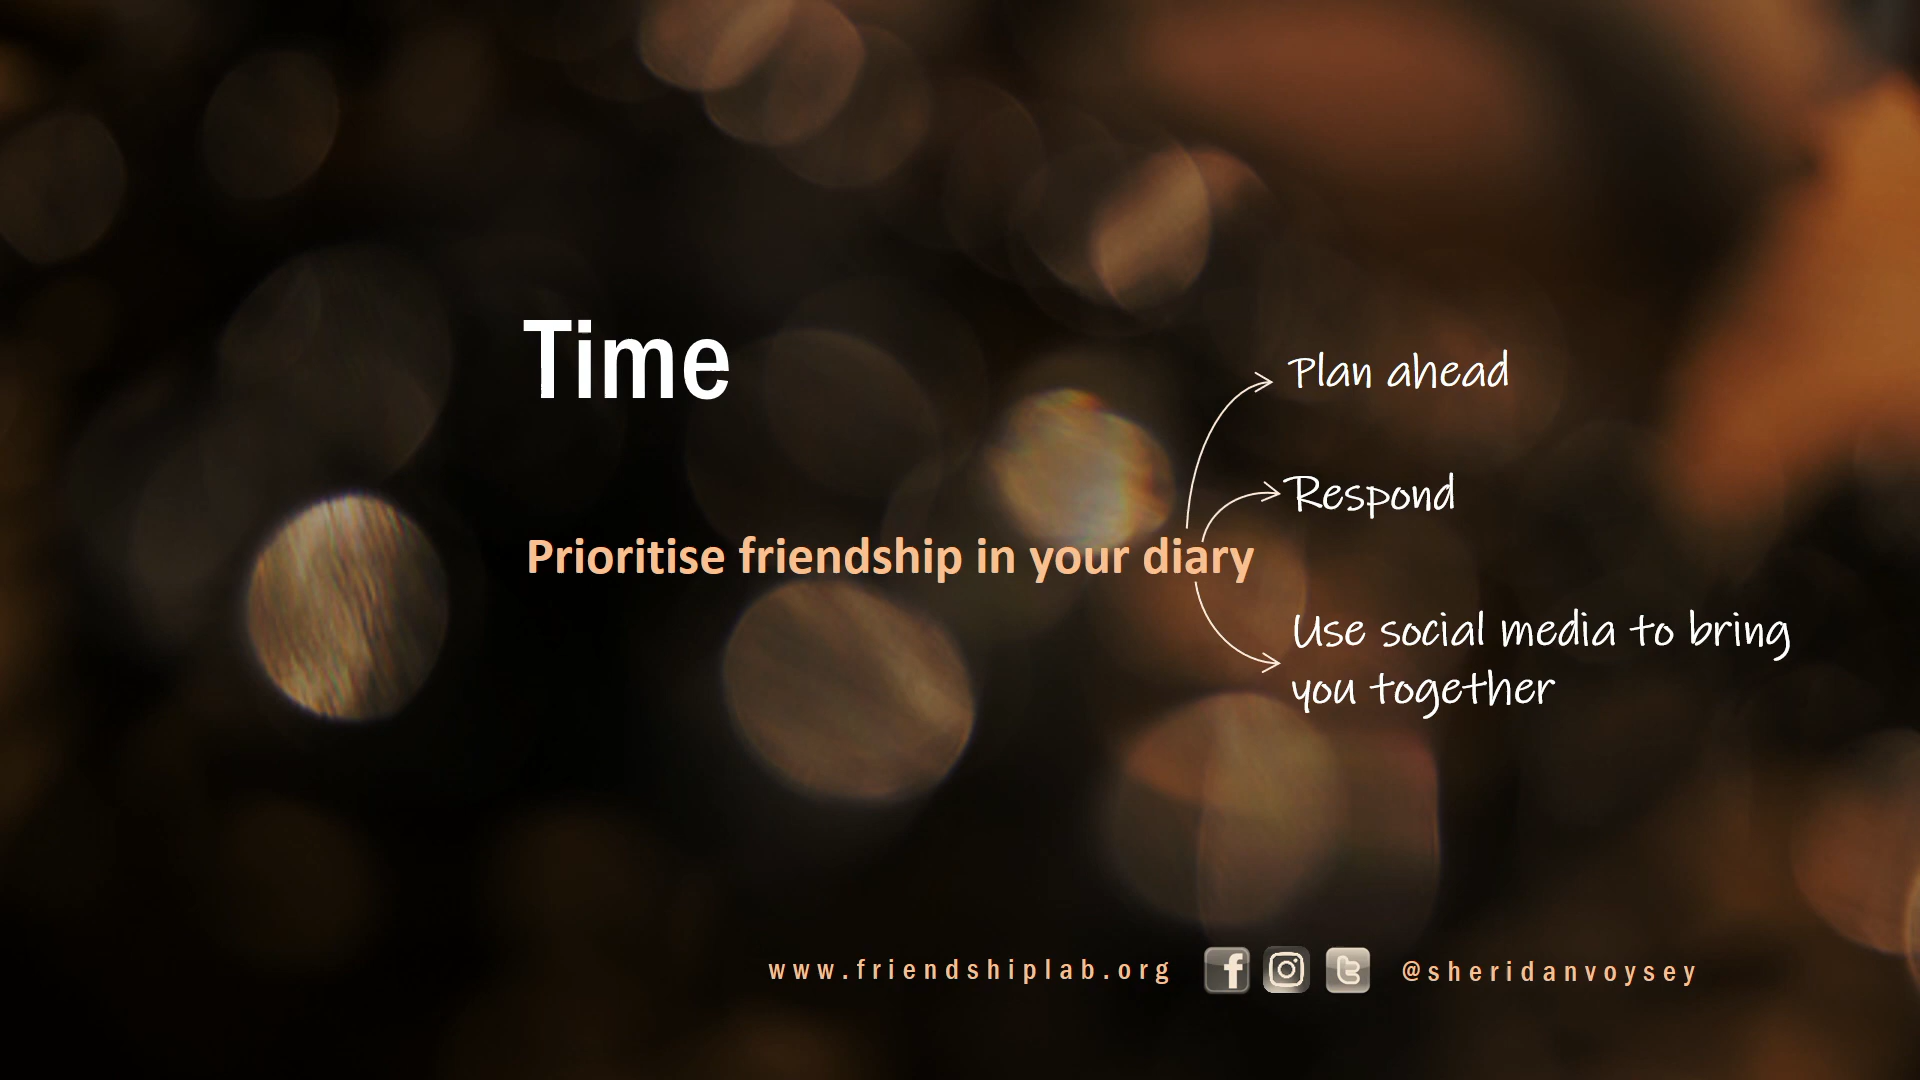 Time
Prioritise friendship in your diary
Plan ahead
Respond
Use social media to bring
you together
www.friendshiplab.org
@sheridanvoysey